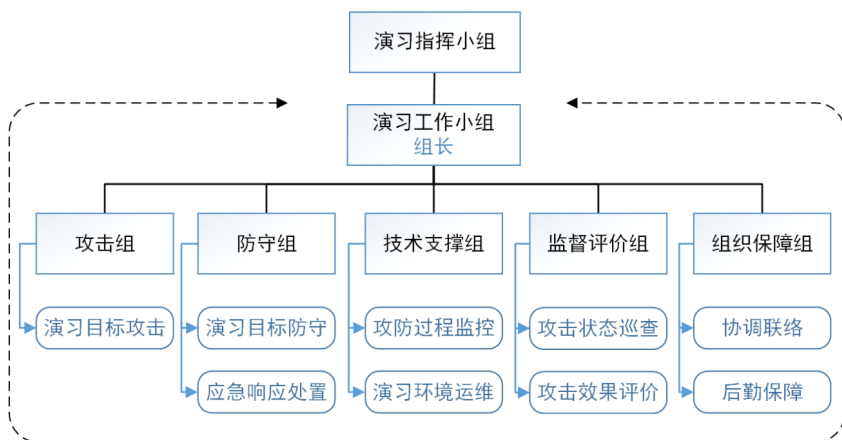 演习指挥小组
演习工作小组
组长
攻击组
防守组
技术支撑组
监督评价组
组织保障组
演习目标攻击
演习目标防守
攻防过程监控
攻击状态巡查
协调联络
应急响应处置
演习环境运维
攻击效果评价
后勤保障